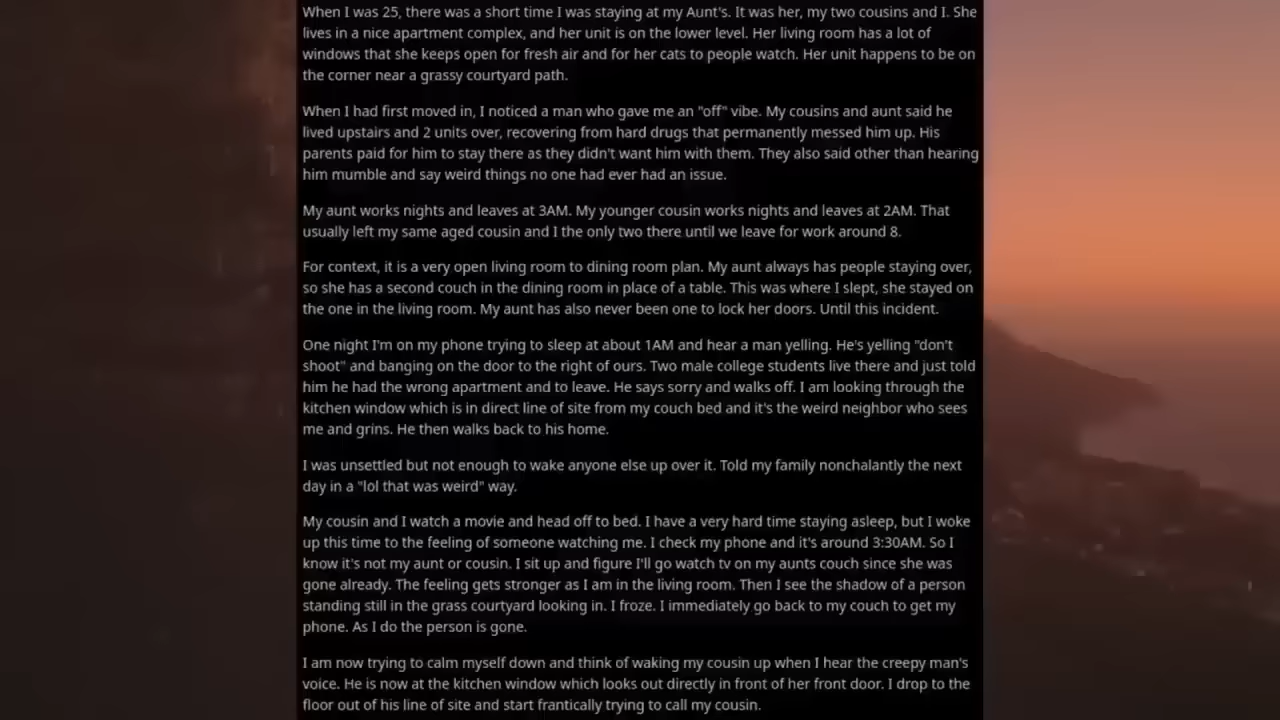 When I was 25, there was a short time I was staying at my Aunt's. It was her, my two cousins and I. She
lives in a nice apartment complex, and her unit is on the lower level. Her living room has a lot of
windows that she keeps open for fresh air and for her cats to people watch. Her unit happens to be on
the corner near a grassy courtyard path.
When I had first moved in, I noticed a man who gave me an "off" vibe. My cousins and aunt said he
lived upstairs and 2 units over, recovering from hard drugs that permanently messed him up. His
parents paid for him to stay there as they didn't want him with them. They also said other than hearing
him mumble and say weird things no one had ever had an issue.
My aunt works nights and leaves at 3AM. My younger cousin works nights and leaves at 2AM. That
usually left my same aged cousin and I the only two there until we leave for work around 8.
For context, it is a very open living room to dining room plan. My aunt always has people staying over,
so she has a second couch in the dining room in place of a table. This was where I slept, she stayed on
the one in the living room. My aunt has also never been one to lock her doors. Until this incident.
One night I'm on my phone trying to sleep at about 1AM and hear a man yelling. He's yelling "don't
shoot" and banging on the door to the right of ours. Two male college students live there and just told
him he had the wrong apartment and to leave. He says sorry and walks off. I am looking through the
kitchen window which is in direct line of site from my couch bed and it's the weird neighbor who sees
me and grins. He then walks back to his home.
I was unsettled but not enough to wake anyone else up over it. Told my family nonchalantly the next
day in a "lol that was weird" way.
My cousin and I watch a movie and head off to bed. I have a very hard time staying asleep, but I woke
up this time to the feeling of someone watching me. I check my phone and it's around 3:30AM. So I
know it's not my aunt or cousin. I sit up and figure I'll go watch tv on my aunts couch since she was
gone already. The feeling gets stronger as I am in the living room. Then I see the shadow of a person
standing still in the grass courtyard looking in. I froze. I immediately go back to my couch to get my
phone. As I do the person is gone.
I am now trying to calm myself down and think of waking my cousin up when I hear the creepy man's
voice. He is now at the kitchen window which looks out directly in front of her front door. I drop to the
floor out of his line of site and start frantically trying to call my cousin.